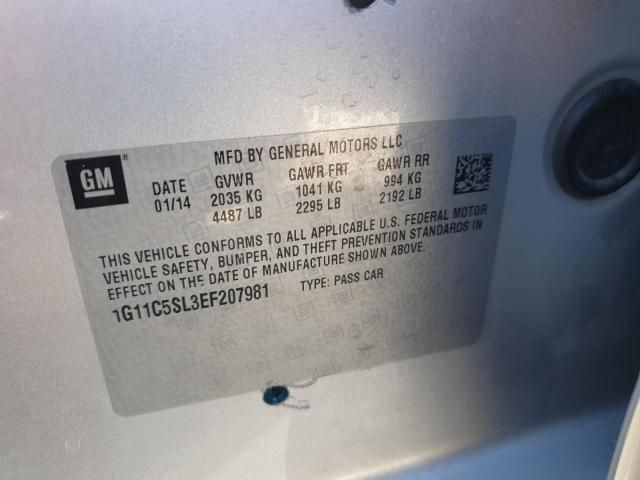 GM
MFD BY GENERAL MOTORS LLC
DATE GVWR GAWR FRT GAWR RR
01/14 2035 KG 1041 KG 994 KG
4487 LB 2295 LB 2192 LB
THIS VEHICLE CONFORMS TO ALL APPLICABLE U.S. FEDERAL MOTOR
VEHICLE SAFETY, BUMPER, AND THEFT PREVENTION STANDARDS IN
EFFECT ON THE DATE OF MANUFACTURE SHOWN ABOVE.
1G11C5SL3EF207981 TYPE: PASS CAR